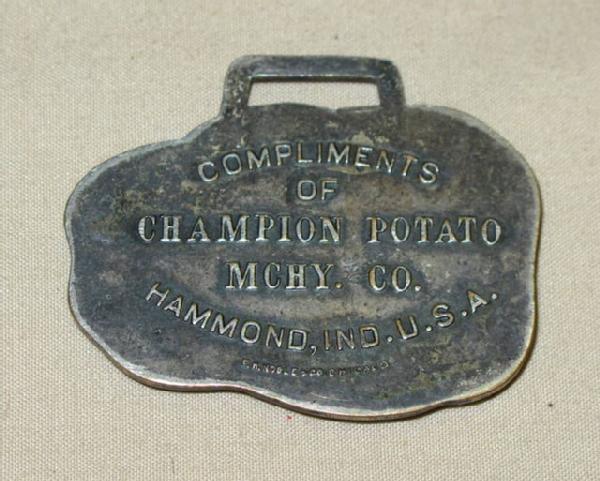 COMPLIMENTS
OF
CHAMPION POTATO
MCHY. CO.
HAMMOND, IND. U.S.A.